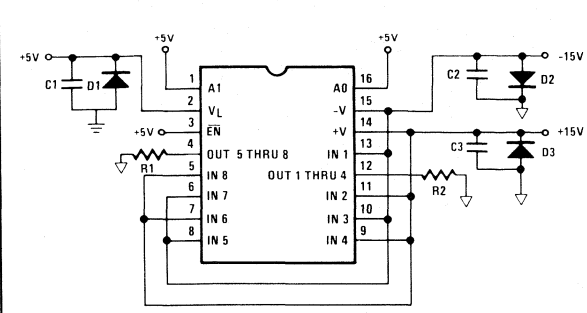 +5V
+5V
+5V
-15V
C1
D1
1
A1
A0
16
C2
D2
2
VL
-V
15
3
EN
+V
14
+15V
+5V
4
OUT 5 THRU 8
IN 1
13
C3
D3
R1
5
IN 8
OUT 1 THRU 4
12
R2
6
IN 7
IN 2
11
7
IN 6
IN 3
10
8
IN 5
IN 4
9